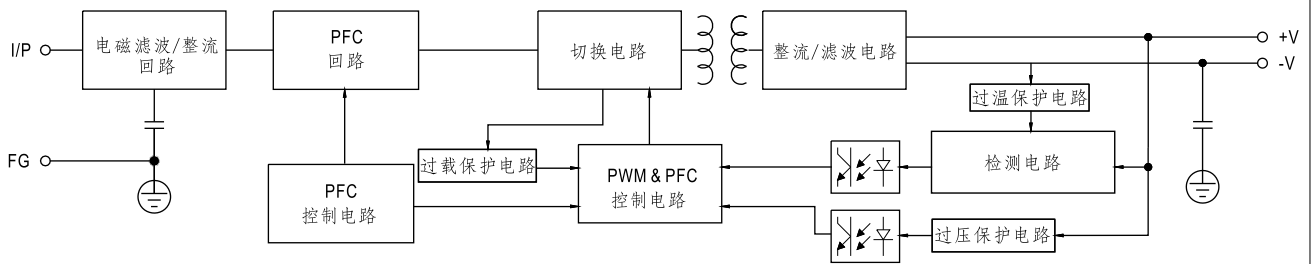 I/P
电磁滤波/整流
回路
PFC
回路
切换电路
整流/滤波电路
+V
-V
过温保护电路
FG
过载保护电路
PFC
控制电路
PWM & PFC
控制电路
检测电路
过压保护电路